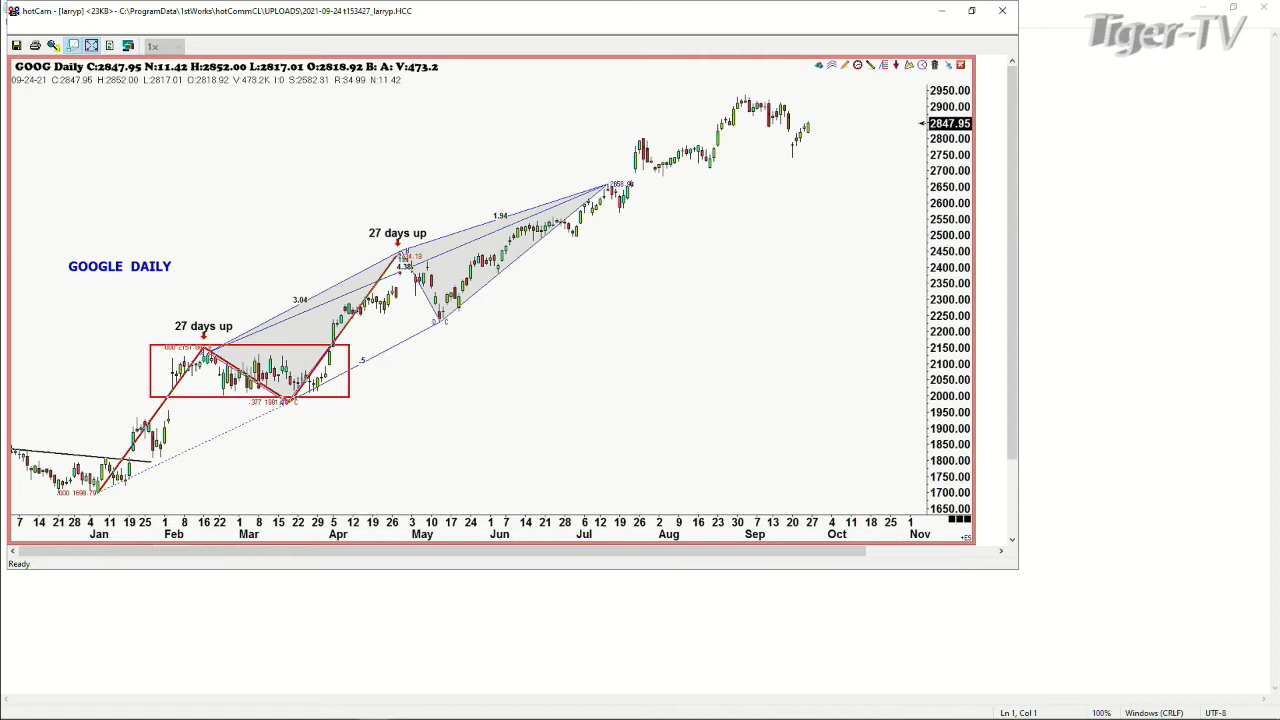 hotCam - [larryp] <23KB> - C:\ProgramData\1stWorks\hotCommCL\UPLOADS\2021-09-24 t153427_larryp.HCC
Tiger-TV
1x
GOOG Daily C:2847.95 N:11.42 H:2852.00 L:2817.01 O:2818.92 B: A: V:473.2
09-24-21 C:2847.95 H:2852.00 L:2817.01 O:2818.92 V:473.2K I:0 S:2582.31 R:34.99 N:11.42
2950.00
2900.00
2847.95
2800.00
2750.00
2700.00
2650.00
2600.00
2550.00
2500.00
2450.00
2400.00
2350.00
2300.00
2250.00
2200.00
2150.00
2100.00
2050.00
2000.00
1950.00
1900.00
1850.00
1800.00
1750.00
1700.00
1650.00
1.94
27 days up
4.38
GOOGLE DAILY
3.04
27 days up
.5
C
C
.000 1698.79
7 14 21 28 4 11 19 25 1 8 16 22 1 8 15 22 29 5 12 19 26 3 10 17 24 1 7 14 21 28 6 12 19 26 2 9 16 23 30 7 13 20 27 4 11 18 25 1
Jan Feb Mar Apr May Jun Jul Aug Sep Oct Nov
+ES
Ready
Ln 1, Col 1 100% Windows (CRLF) UTF-8